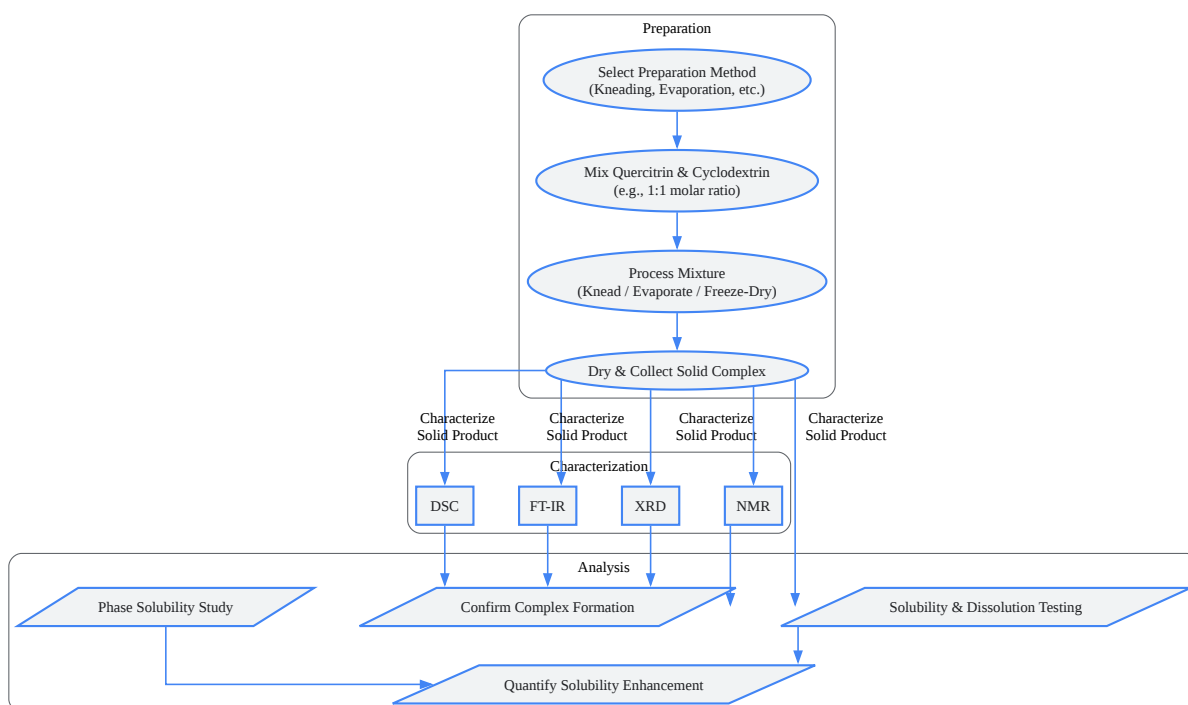 Preparation
Select Preparation Method
(Kneading, Evaporation, etc.)
Mix Quercitrin & Cyclodextrin
(e.g., 1:1 molar ratio)
Process Mixture
(Knead / Evaporate / Freeze-Dry)
Dry & Collect Solid Complex
Characterize
Solid Product
Characterize
Solid Product
Characterize
Solid Product
Characterize
Solid Product
Characterization
DSC
FT-IR
XRD
NMR
Analysis
Phase Solubility Study
Confirm Complex Formation
Solubility & Dissolution Testing
Quantify Solubility Enhancement